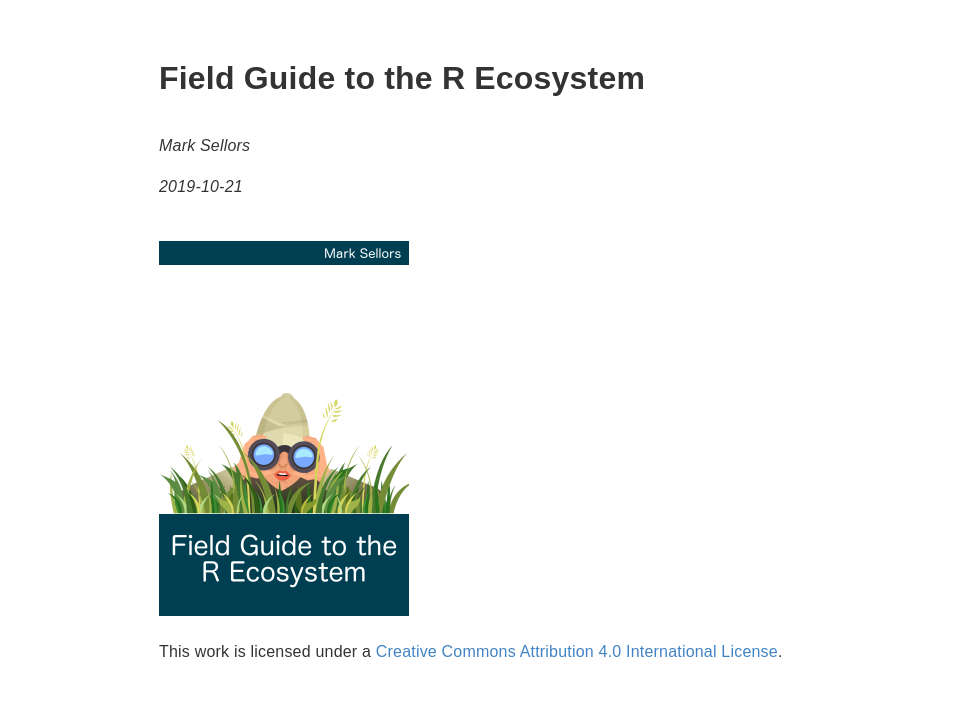 Field Guide to the R Ecosystem
Mark Sellors
2019-10-21
Mark Sellors
Field Guide to the
R Ecosystem
This work is licensed under a Creative Commons Attribution 4.0 International License.